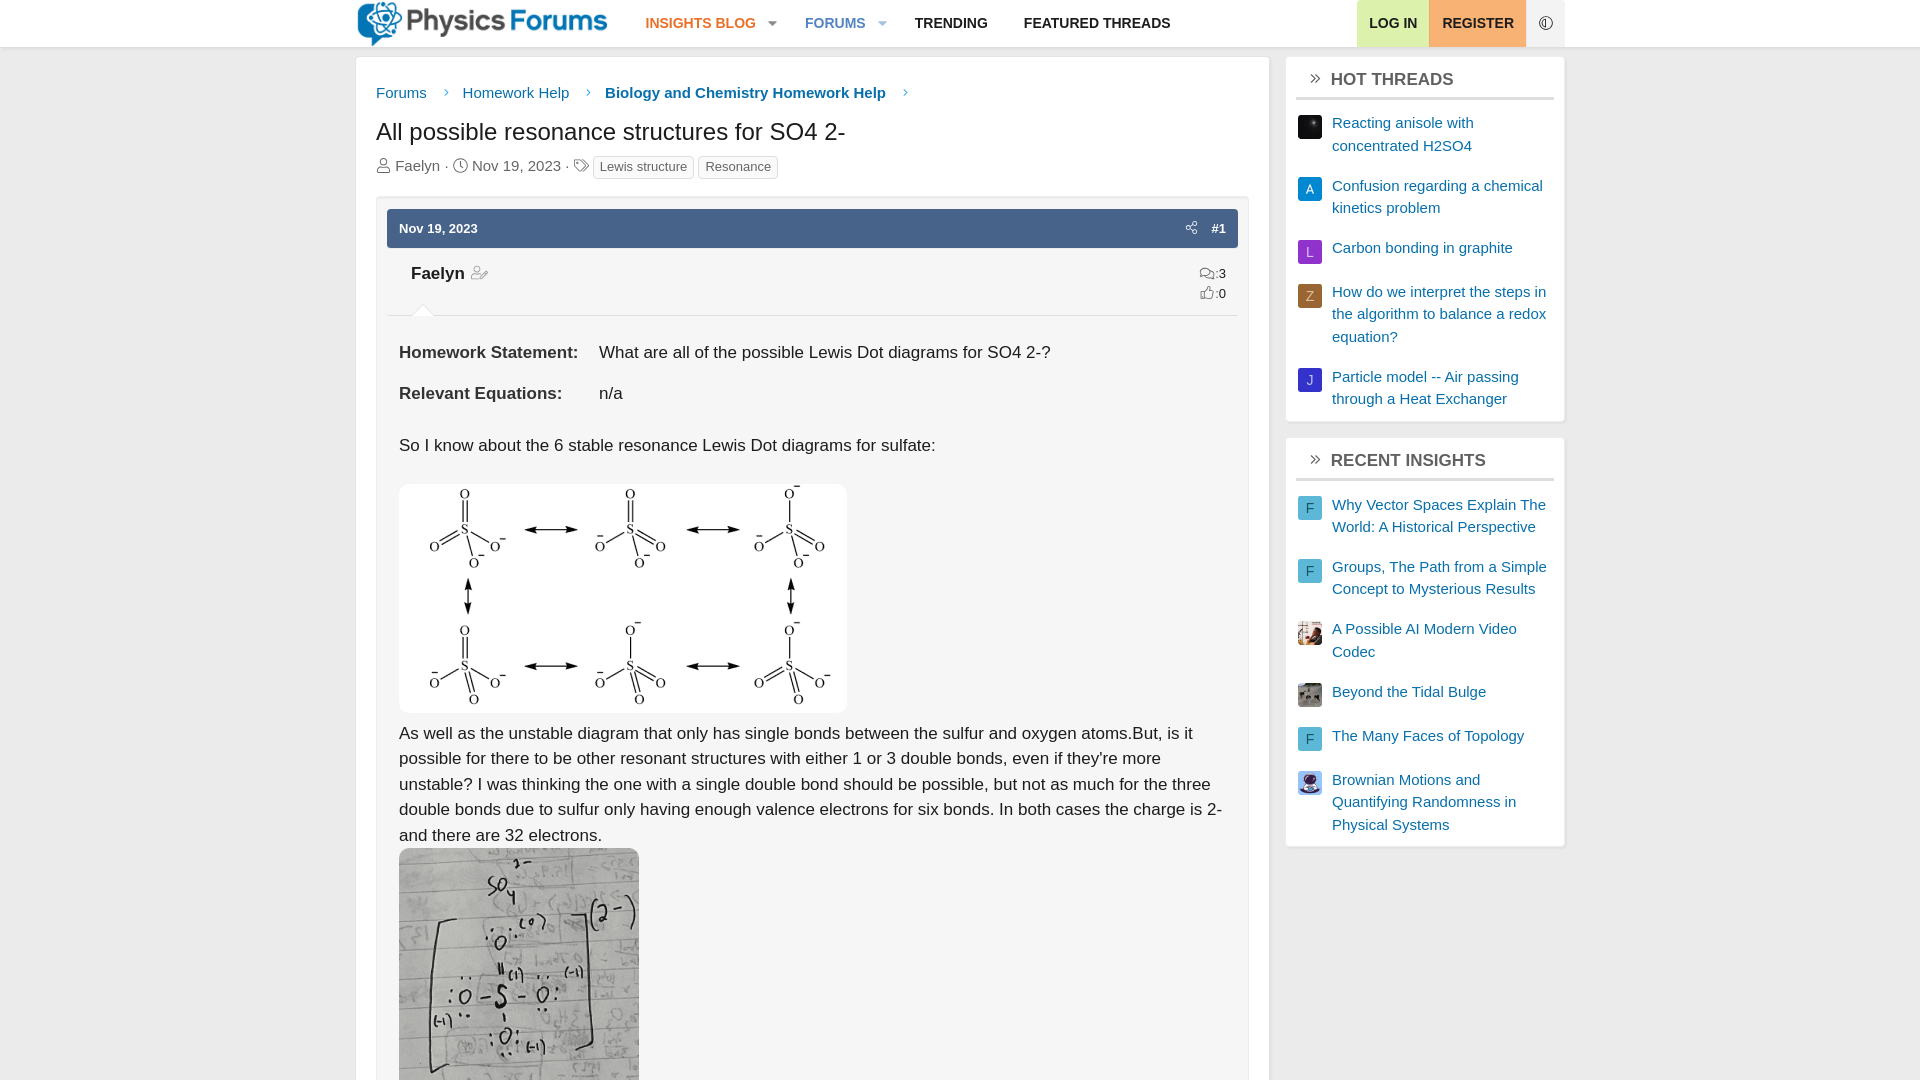 Physics Forums
INSIGHTS BLOG
FORUMS
TRENDING
FEATURED THREADS
LOG IN
REGISTER
Forums
Homework Help
Biology and Chemistry Homework Help
All possible resonance structures for SO4 2-
Faelyn · Nov 19, 2023 · Lewis structure Resonance
Nov 19, 2023
#1
Faelyn
:3
:0
Homework Statement: What are all of the possible Lewis Dot diagrams for SO4 2-?
Relevant Equations: n/a
So I know about the 6 stable resonance Lewis Dot diagrams for sulfate:
O O O−
S S S
O O− −O O −O O
O− O− O−
O O− O−
S S S
−O O− −O O O O−
O O O
As well as the unstable diagram that only has single bonds between the sulfur and oxygen atoms.But, is it
possible for there to be other resonant structures with either 1 or 3 double bonds, even if they're more
unstable? I was thinking the one with a single double bond should be possible, but not as much for the three
double bonds due to sulfur only having enough valence electrons for six bonds. In both cases the charge is 2-
and there are 32 electrons.
2-
SO4
(0) (2-)
O
(1) (-1)
:O-S-O:
(-1)
:O:
(-1)
HOT THREADS
Reacting anisole with
concentrated H2SO4
A
Confusion regarding a chemical
kinetics problem
L
Carbon bonding in graphite
Z
How do we interpret the steps in
the algorithm to balance a redox
equation?
J
Particle model -- Air passing
through a Heat Exchanger
RECENT INSIGHTS
F
Why Vector Spaces Explain The
World: A Historical Perspective
F
Groups, The Path from a Simple
Concept to Mysterious Results
A Possible AI Modern Video
Codec
Beyond the Tidal Bulge
F
The Many Faces of Topology
Brownian Motions and
Quantifying Randomness in
Physical Systems